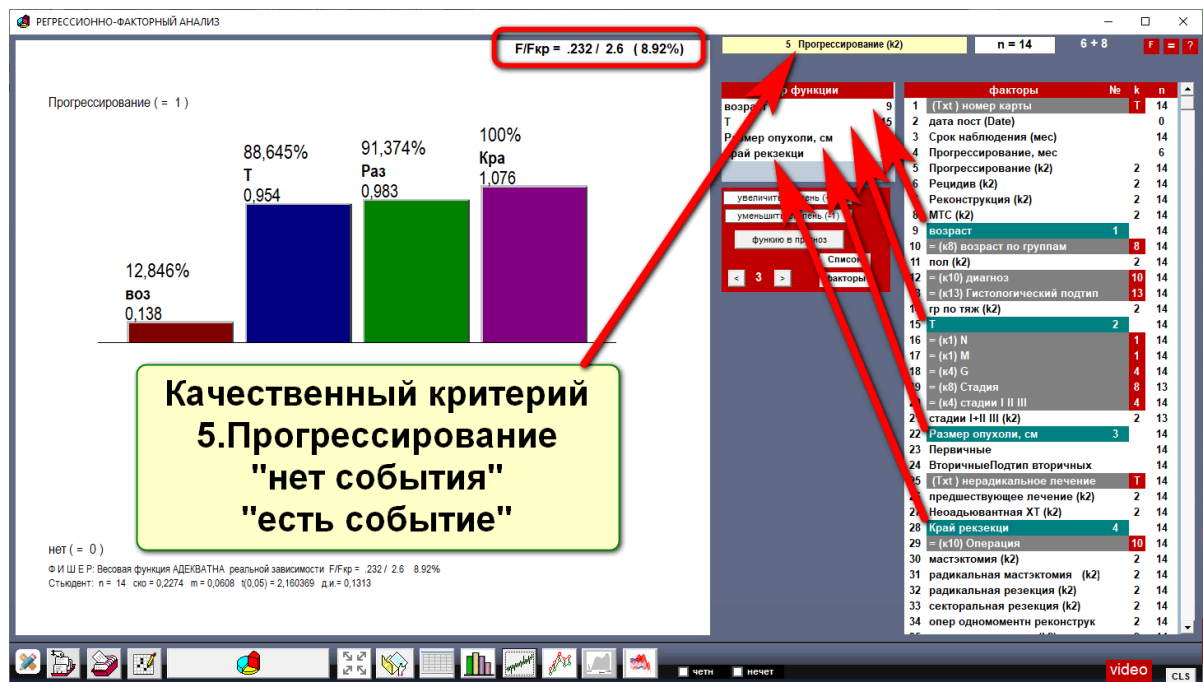 РЕГРЕССИОННО-ФАКТОРНЫЙ АНАЛИЗ
F/Fкр = .232 / 2.6 ( 8.92%)
5 Прогрессирование (k2)
n = 14
6 + 8
F = ?
Прогрессирование ( = 1 )
12,846%
воз
0,138
88,645%
Т
0,954
91,374%
Раз
0,983
100%
Кра
1,076
Качественный критерий
5.Прогрессирование
"нет события"
"есть событие"
нет ( = 0 )
Ф И Ш Е Р: Весовая функция АДЕКВАТНА реальной зависимости F/Fкр = .232 / 2.6 8.92%
Стьюдент: n = 14 ско = 0,2274 m = 0,0608 t(0,05) = 2,160369 д.и.= 0,1313
функции
возраст 9
Т 15
Размер опухоли, см
Край рекзекци
увеличить
уменьшить (-1)
функию в прогноз
Список
< 3 >
факторы
факторы № k n
1 (Txt ) номер карты T 14
2 дата пост (Date) 0
3 Срок наблюдения (мес) 14
4 Прогрессирование, мес 6
5 Прогрессирование (k2) 2 14
6 Рецидив (k2) 2 14
7 Реконструкция (k2) 2 14
8 МТС (k2) 2 14
9 возраст 1 14
10 = (к8) возраст по группам 8 14
11 пол (k2) 2 14
12 = (к10) диагноз 10 14
= (к13) Гистологический подтип 13 14
гр по тяж (k2) 2 14
15 Т 2 14
16 = (к1) N 1 14
17 = (к1) M 1 14
18 = (к4) G 4 14
19 = (к8) Стадия 8 13
= (к4) стадии I II III 4 14
21 стадии I+II III (k2) 2 13
22 Размер опухоли, см 3 14
23 Первичные 14
24 ВторичныеПодтип вторичных 14
25 (Txt ) нерадикальное лечение T 14
предшествующее лечение (k2) 2 14
27 Неоадьювантная ХТ (k2) 2 14
28 Край рекзекци 4 14
29 = (к10) Операция 10 14
30 мастэктомия (k2) 2 14
31 радикальная мастэктомия (k2) 2 14
32 радикальная резекция (k2) 2 14
33 секторальная резекция (k2) 2 14
34 опер одномоментн реконструк 2 14
четн
нечет
video
CLS